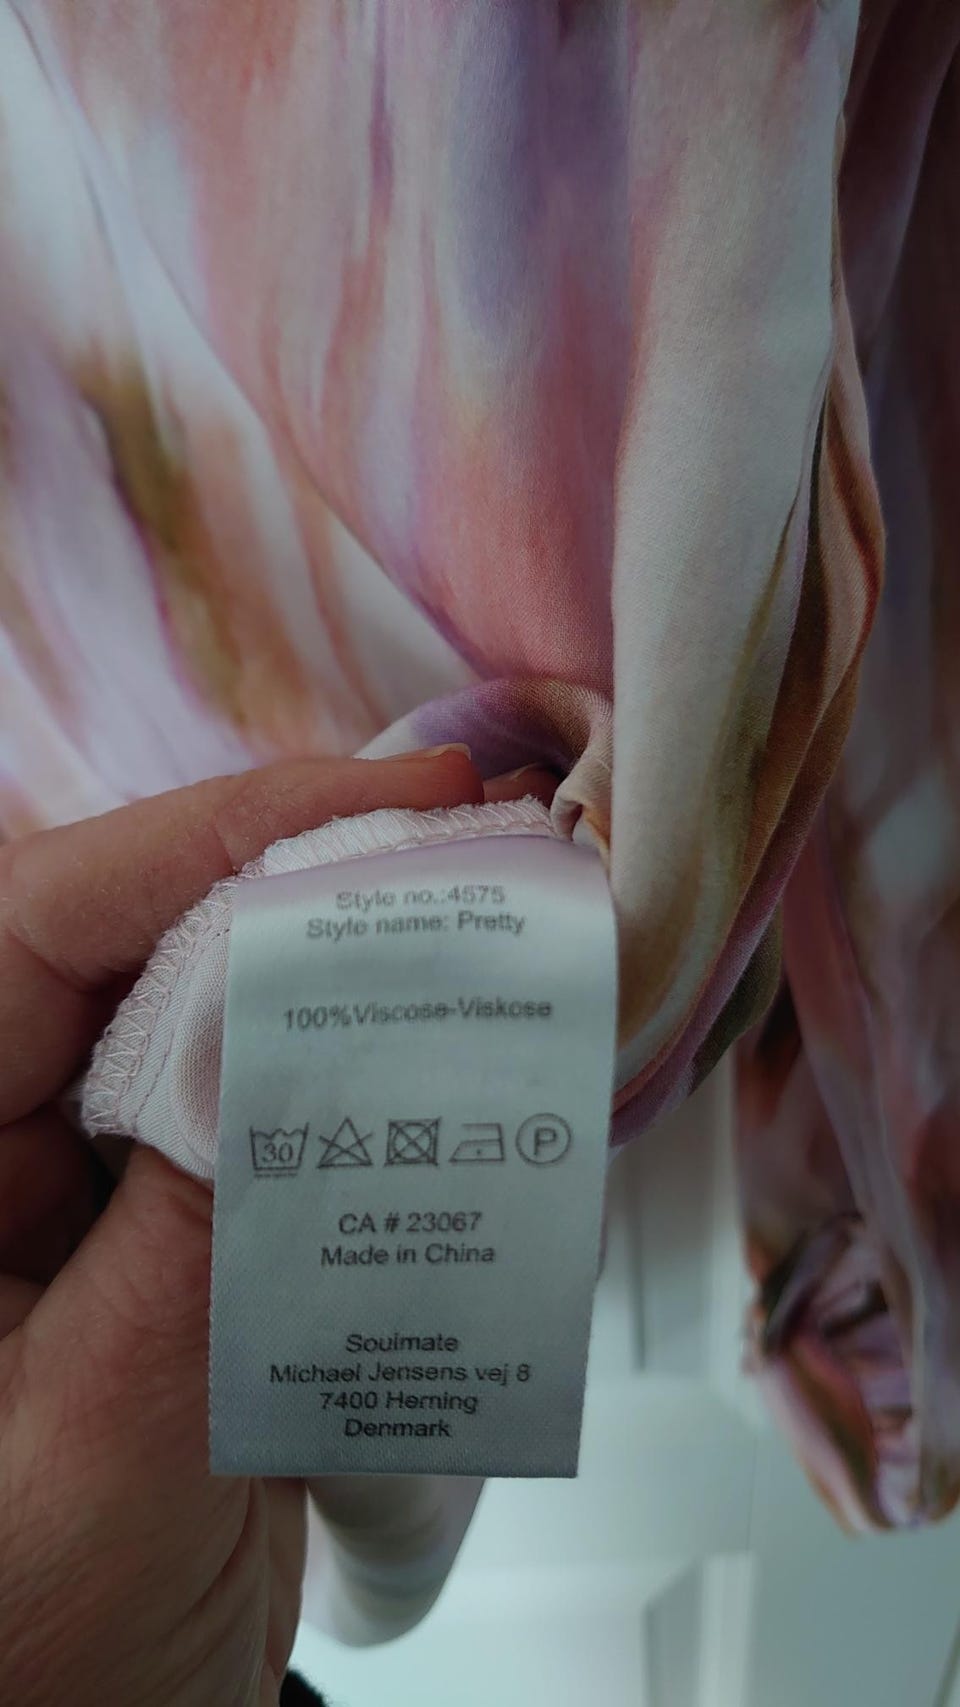 Style no.:4575
Style name: Pretty
100%Viscose-Viskose
30 P
CA # 23067
Made in China
Soulmate
Michael Jensens vej 8
7400 Herning
Denmark